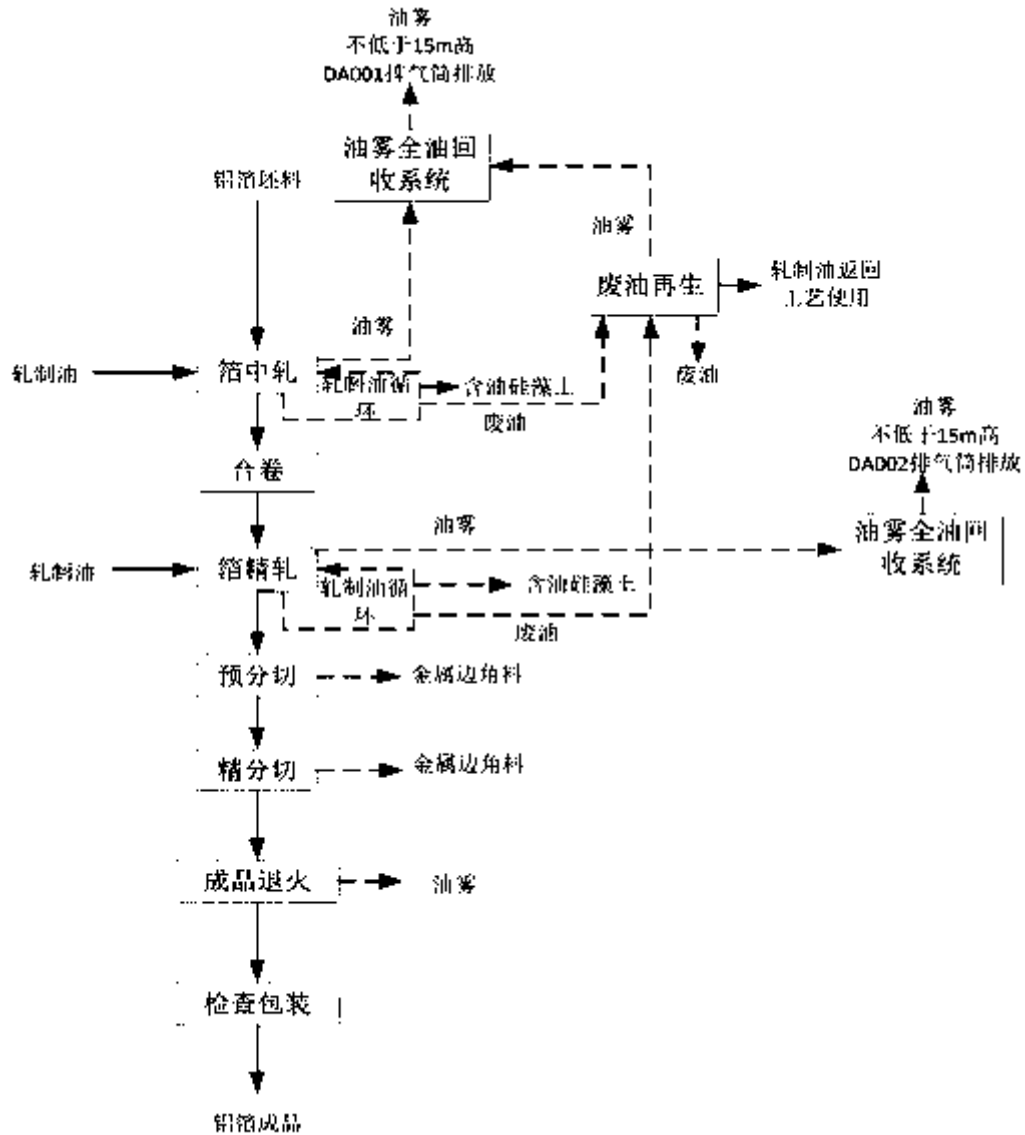 油雾
不低于15m高
DA001排气筒排放
油雾全油回
收系统
铝箔坯料
油雾
废油再生
轧制油返回
工艺使用
油雾
轧制油
箔中轧
轧制油循
环
含油硅藻土
废油
废油
油雾
不低于15m高
DA002排气筒排放
合卷
油雾
油雾全油回
收系统
轧制油
箔精轧
轧制油循
环
含油硅藻土
废油
预分切
金属边角料
精分切
金属边角料
成品退火
油雾
检查包装
铝箔成品